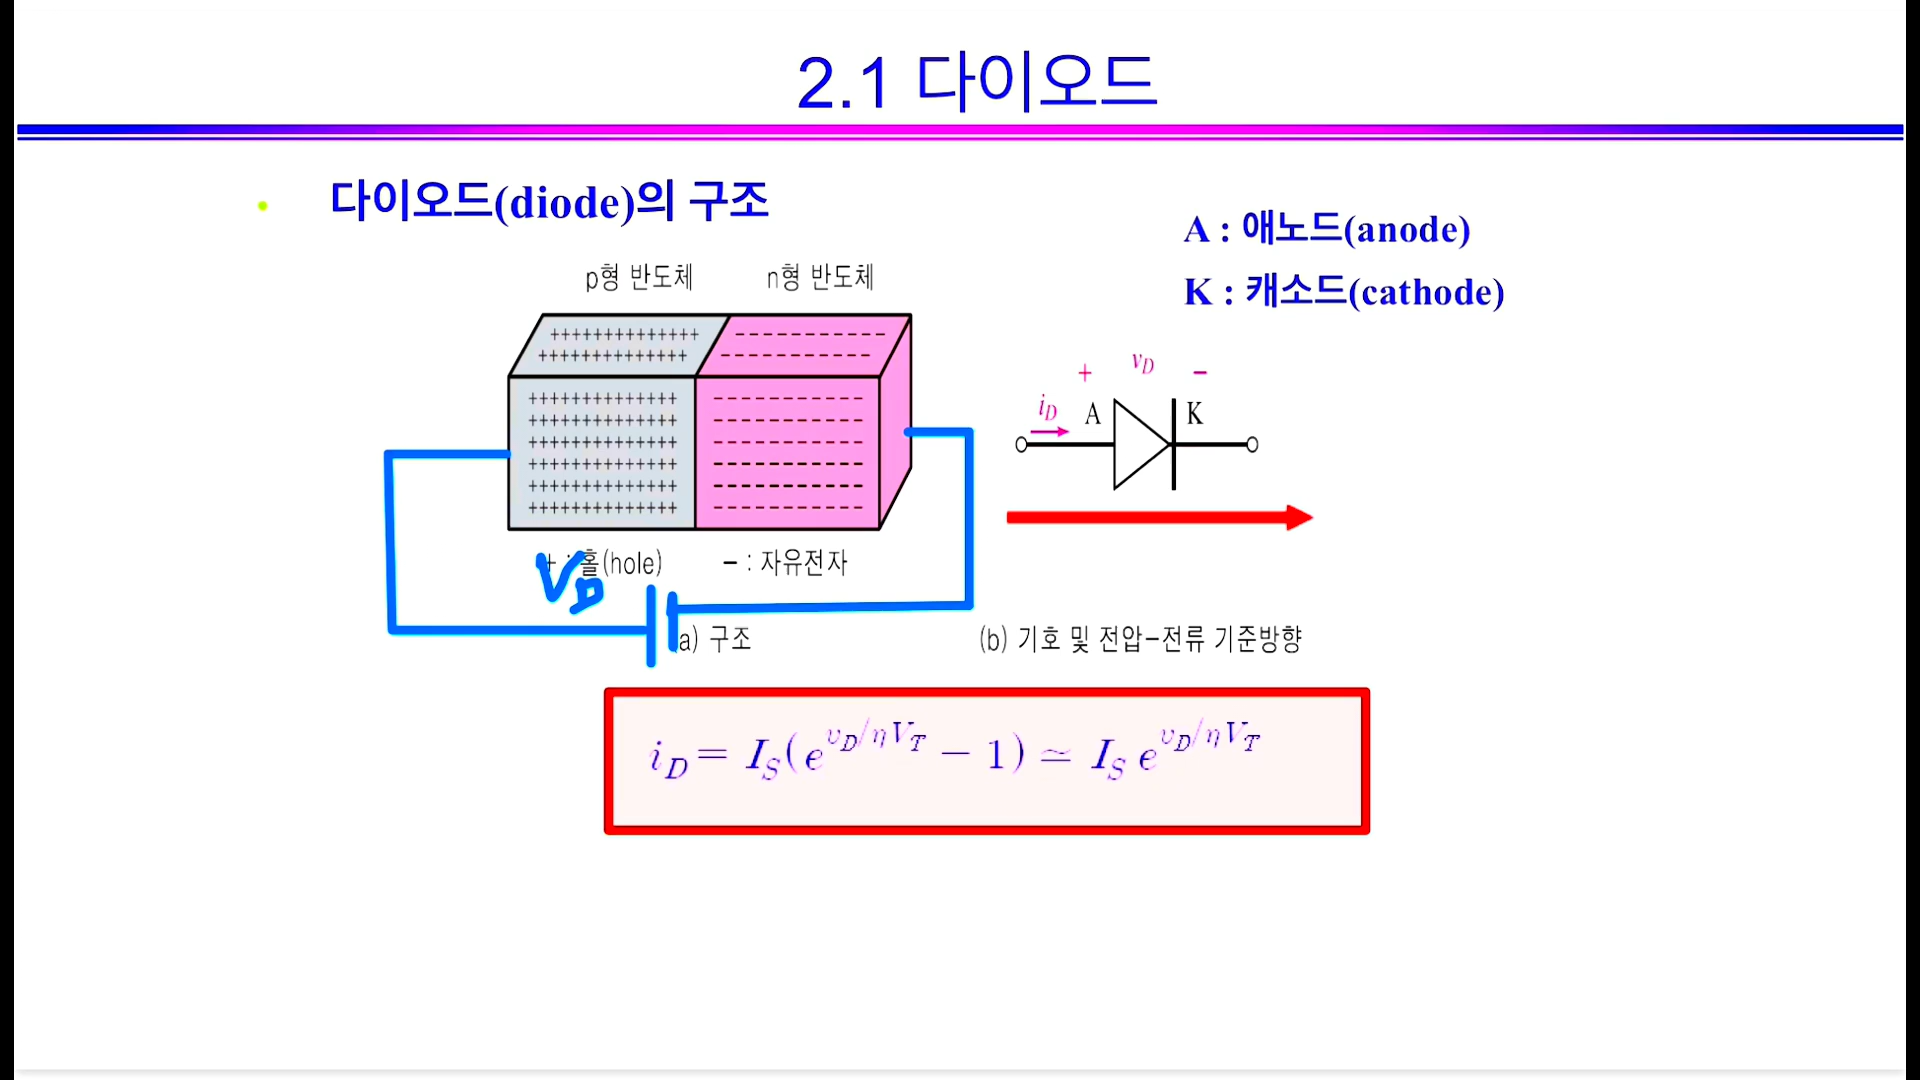 2.1 다이오드
다이오드(diode)의 구조
A : 애노드(anode)
K : 캐소드(cathode)
p형 반도체 n형 반도체
+ v_D −
i_D A K
+ : 홀(hole) − : 자유전자
V_D
(a) 구조
(b) 기호 및 전압−전류 기준방향
i_D = I_S(e^{v_D/ηV_T} − 1) ≃ I_S e^{v_D/ηV_T}